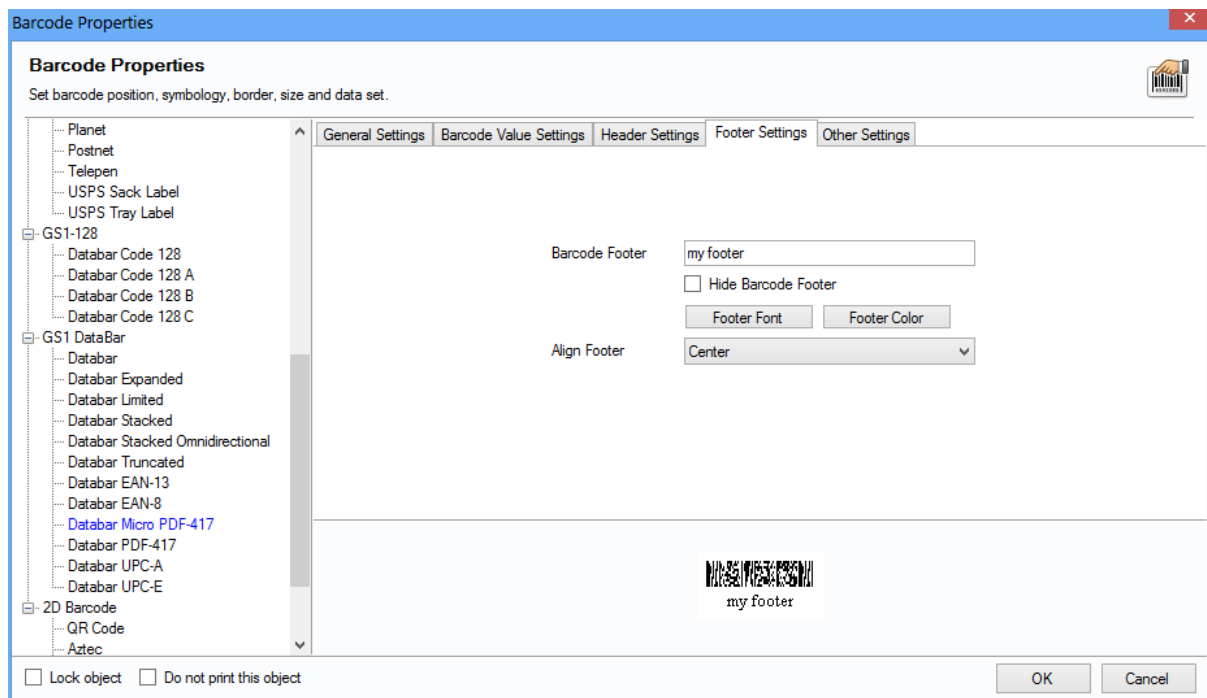 Barcode Properties
Barcode Properties
Set barcode position, symbology, border, size and data set.
Planet
Postnet
Telepen
USPS Sack Label
USPS Tray Label
GS1-128
Databar Code 128
Databar Code 128 A
Databar Code 128 B
Databar Code 128 C
GS1 DataBar
Databar
Databar Expanded
Databar Limited
Databar Stacked
Databar Stacked Omnidirectional
Databar Truncated
Databar EAN-13
Databar EAN-8
Databar Micro PDF-417
Databar PDF-417
Databar UPC-A
Databar UPC-E
2D Barcode
QR Code
Aztec
General Settings Barcode Value Settings Header Settings Footer Settings Other Settings
Barcode Footer my footer
Hide Barcode Footer
Footer Font Footer Color
Align Footer Center
my footer
Lock object Do not print this object OK Cancel